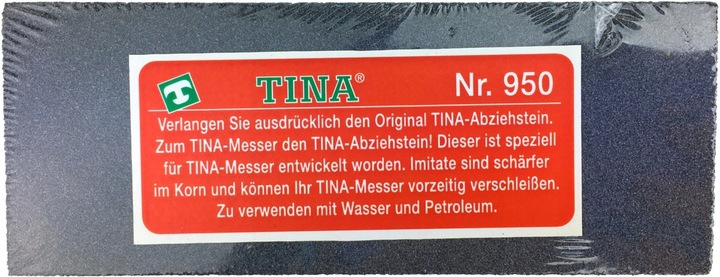 TINA® Nr. 950
Verlangen Sie ausdrücklich den Original TINA-Abziehstein.
Zum TINA-Messer den TINA-Abziehstein! Dieser ist speziell
für TINA-Messer entwickelt worden. Imitate sind schärfer
im Korn und können Ihr TINA-Messer vorzeitig verschleißen.
Zu verwenden mit Wasser und Petroleum.